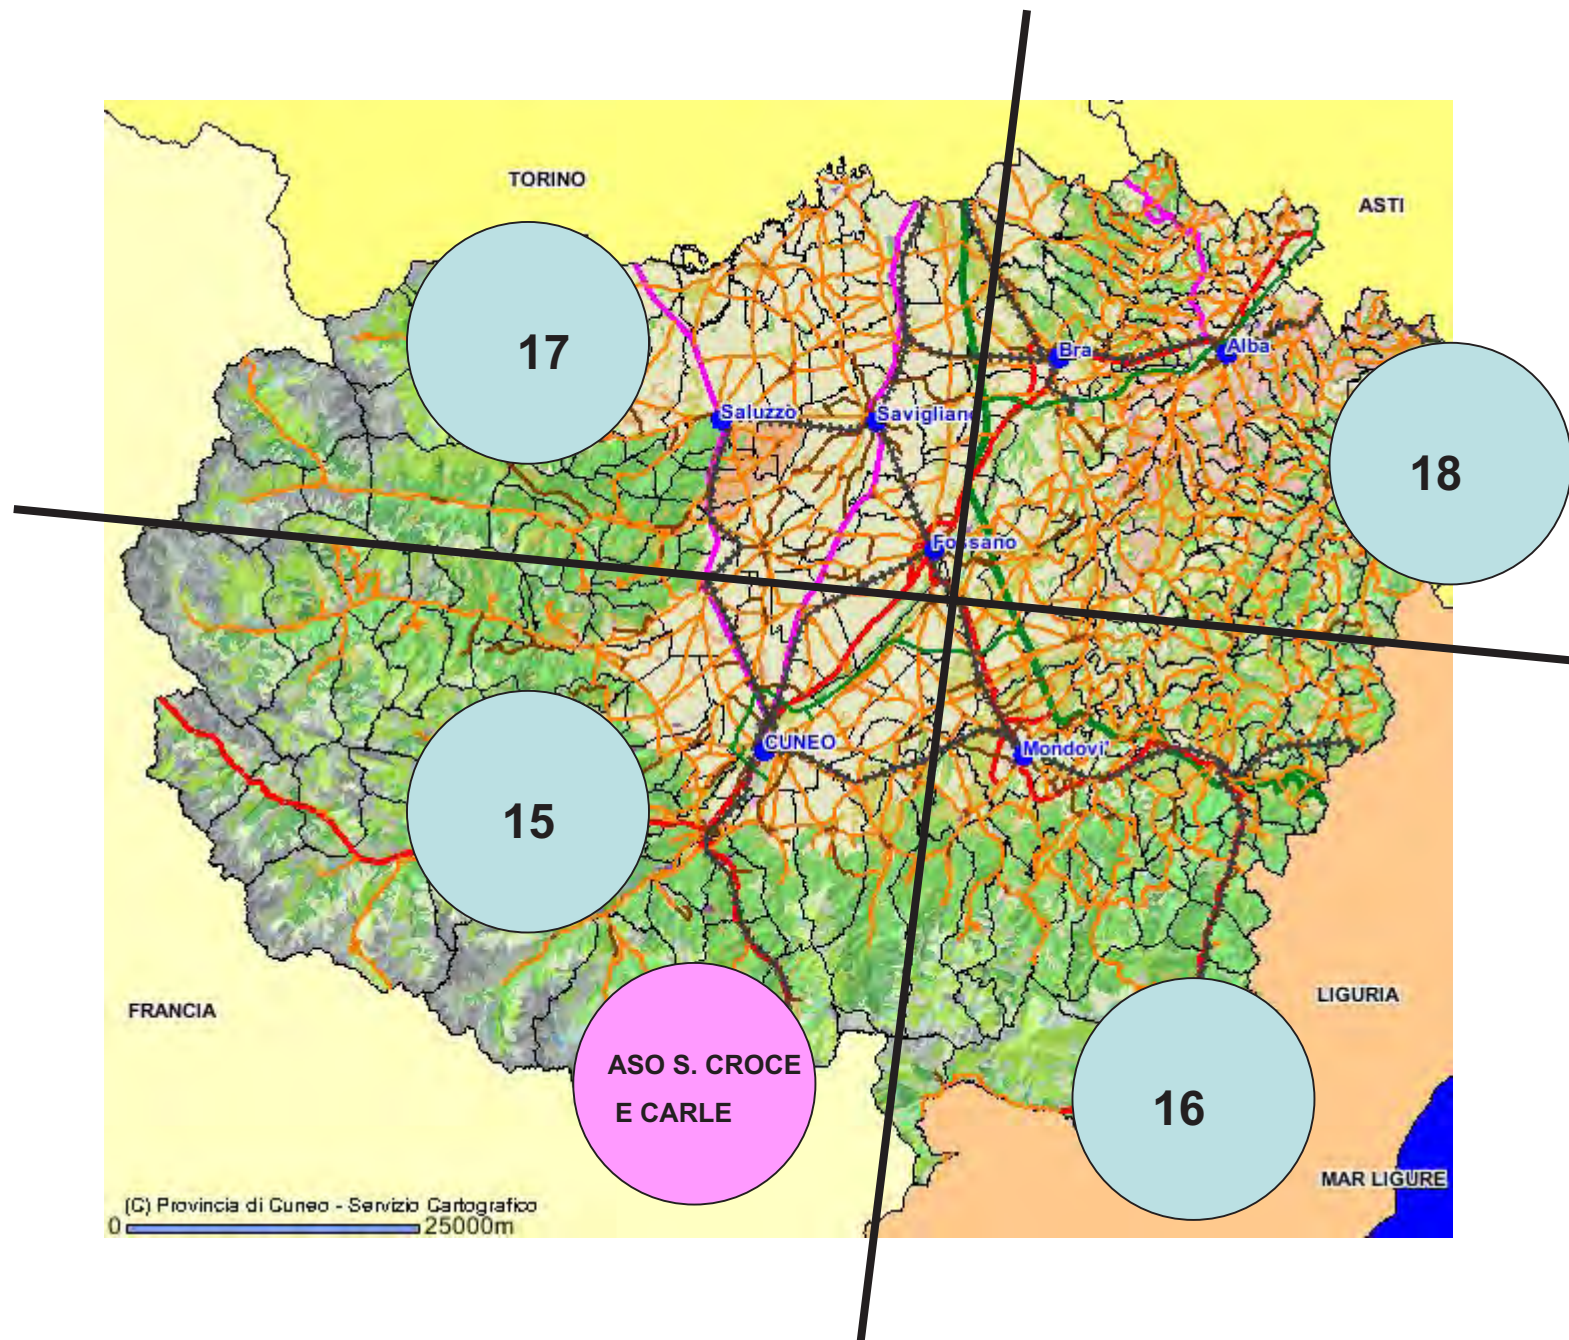 TORINO
ASTI
17
Bra
Alba
Saluzzo
Savigliano
18
Fossano
CUNEO
Mondovi'
15
FRANCIA
LIGURIA
ASO S. CROCE
E CARLE
16
MAR LIGURE
(C) Provincia di Cuneo - Servizio Cartografico
0 25000m